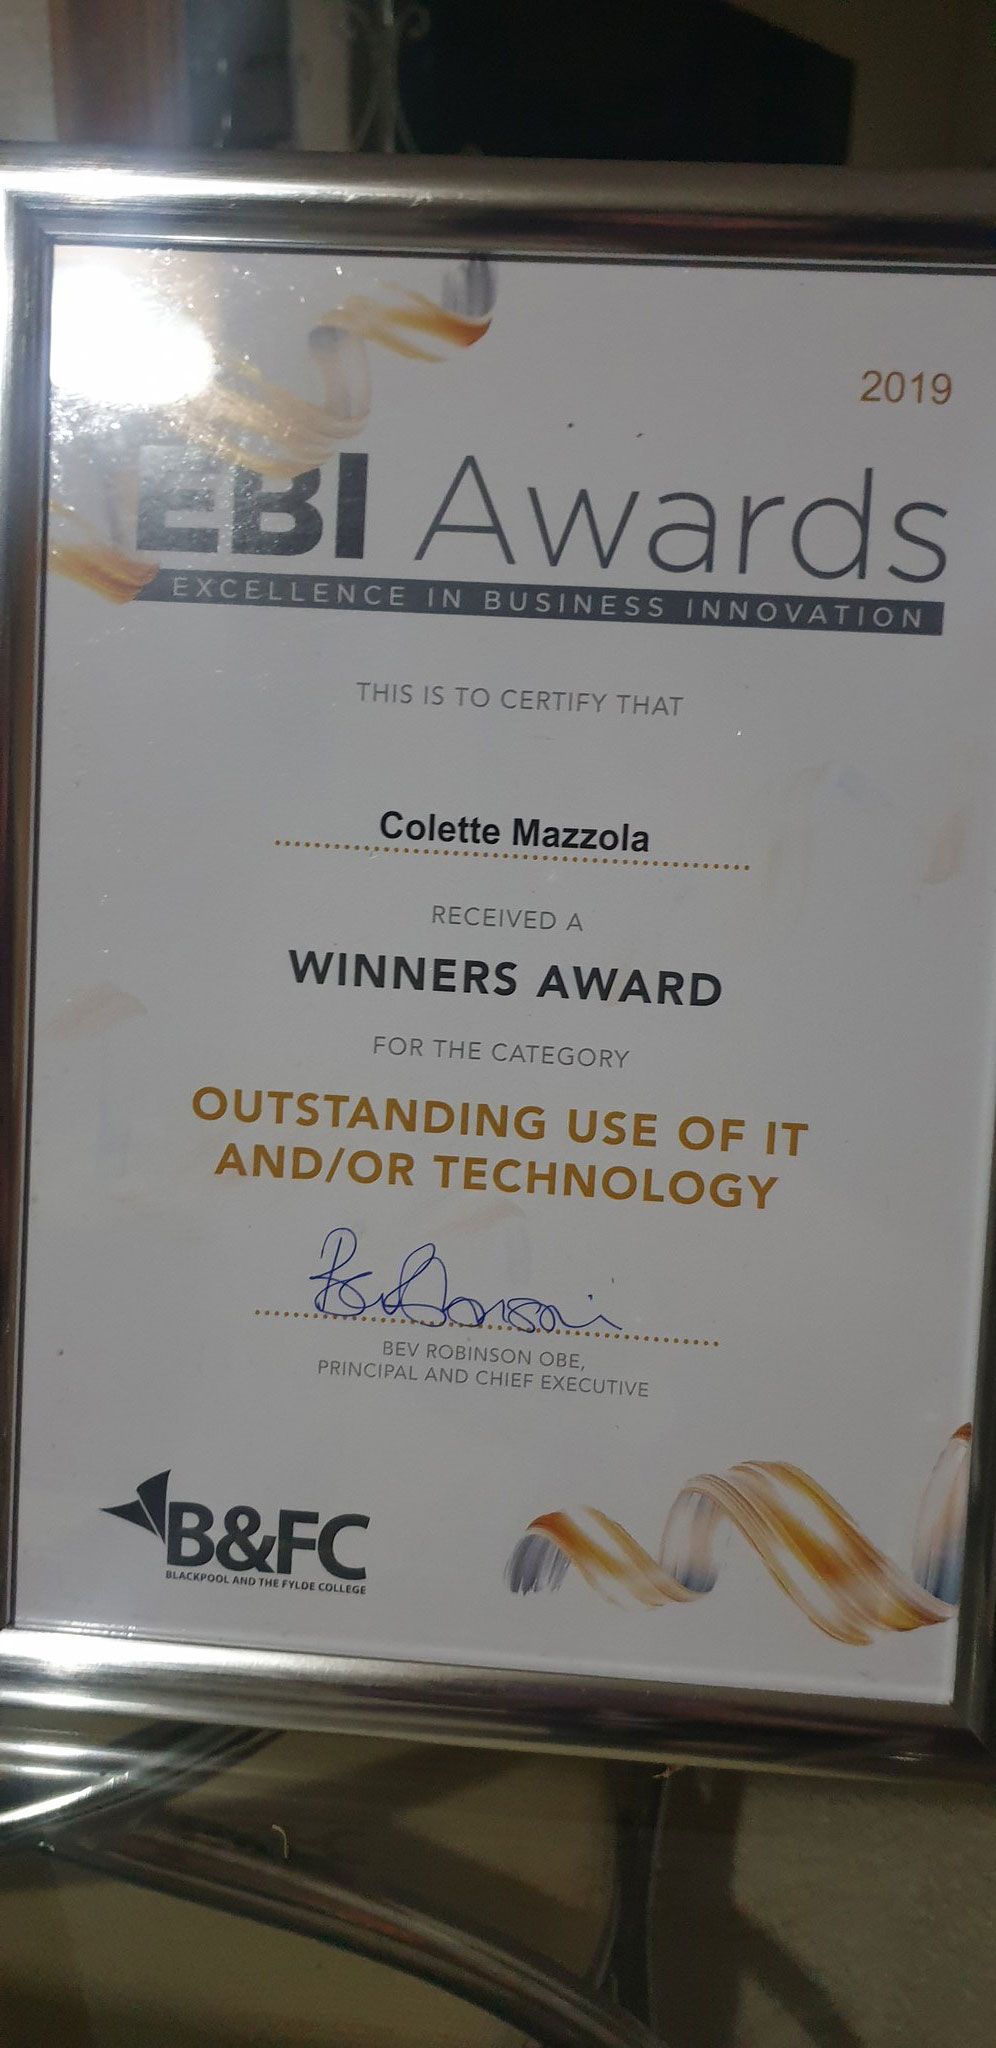 2019
EBI Awards
EXCELLENCE IN BUSINESS INNOVATION
THIS IS TO CERTIFY THAT
Colette Mazzola
RECEIVED A
WINNERS AWARD
FOR THE CATEGORY
OUTSTANDING USE OF IT
AND/OR TECHNOLOGY
BEV ROBINSON OBE,
PRINCIPAL AND CHIEF EXECUTIVE
B&FC
BLACKPOOL AND THE FYLDE COLLEGE